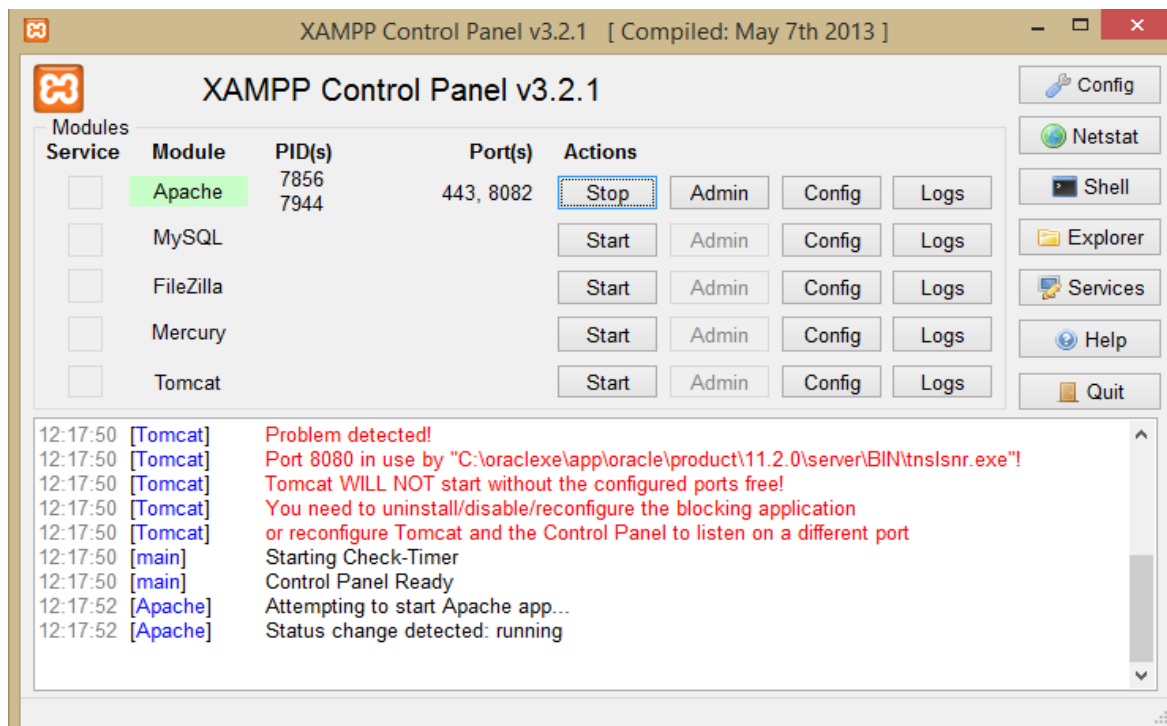 XAMPP Control Panel v3.2.1 [ Compiled: May 7th 2013 ]
XAMPP Control Panel v3.2.1
Config
Modules
Netstat
Service Module PID(s) Port(s) Actions
Apache 7856 7944 443, 8082 Stop Admin Config Logs
Shell
MySQL Start Admin Config Logs
Explorer
FileZilla Start Admin Config Logs
Services
Mercury Start Admin Config Logs
Help
Tomcat Start Admin Config Logs
Quit
12:17:50 [Tomcat] Problem detected!
12:17:50 [Tomcat] Port 8080 in use by "C:\oraclexe\app\oracle\product\11.2.0\server\BIN\tnslsnr.exe"!
12:17:50 [Tomcat] Tomcat WILL NOT start without the configured ports free!
12:17:50 [Tomcat] You need to uninstall/disable/reconfigure the blocking application
12:17:50 [Tomcat] or reconfigure Tomcat and the Control Panel to listen on a different port
12:17:50 [main] Starting Check-Timer
12:17:50 [main] Control Panel Ready
12:17:52 [Apache] Attempting to start Apache app...
12:17:52 [Apache] Status change detected: running